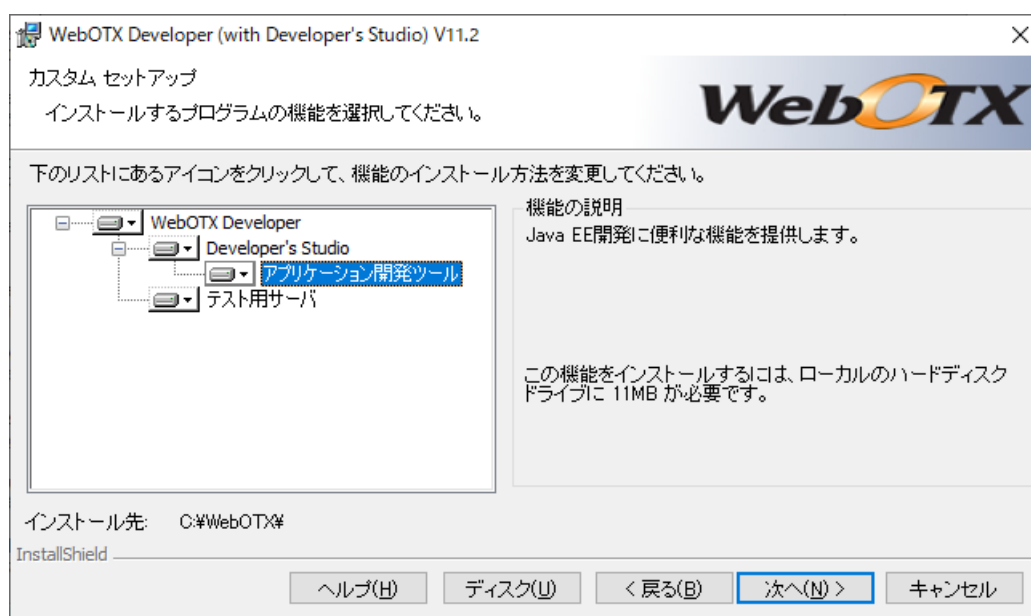 WebOTX Developer (with Developer's Studio) V11.2
カスタム セットアップ
インストールするプログラムの機能を選択してください。
WebOTX
下のリストにあるアイコンをクリックして、機能のインストール方法を変更してください。
WebOTX Developer
Developer's Studio
アプリケーション開発ツール
テスト用サーバ
機能の説明
Java EE開発に便利な機能を提供します。
この機能をインストールするには、ローカルのハードディスク
ドライブに 11MB が必要です。
インストール先: C:¥WebOTX¥
InstallShield
ヘルプ(H) ディスク(U) < 戻る(B) 次へ(N) > キャンセル